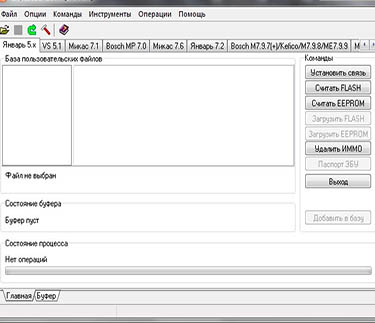 Файл Опции Команды Инструменты Операции Помощь
Январь 5.x VS 5.1 Микас 7.1 Bosch MP 7.0 Микас 7.6 Январь 7.2 Bosch M7.9.7(+)/Kefico/M7.9.8/ME7.9.9 М
База пользовательских файлов
Файл не выбран
Состояние буфера
Буфер пуст
Состояние процесса
Нет операций
Команды
Установить связь
Считать FLASH
Считать EEPROM
Загрузить FLASH
Загрузить EEPROM
Удалить ИММО
Паспорт ЭБУ
Выход
Добавить в базу
Главная Буфер